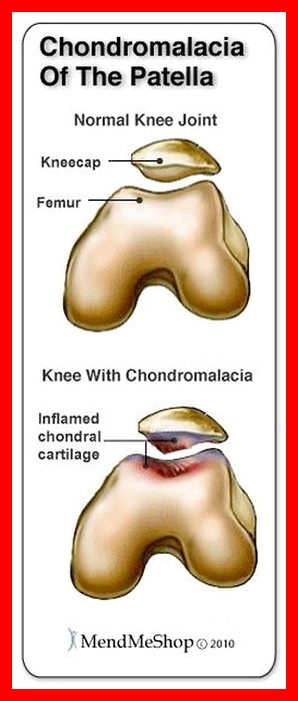 Chondromalacia
Of The Patella
Normal Knee Joint
Kneecap
Femur
Knee With Chondromalacia
Inflamed
chondral
cartilage
MendMeShop © 2010